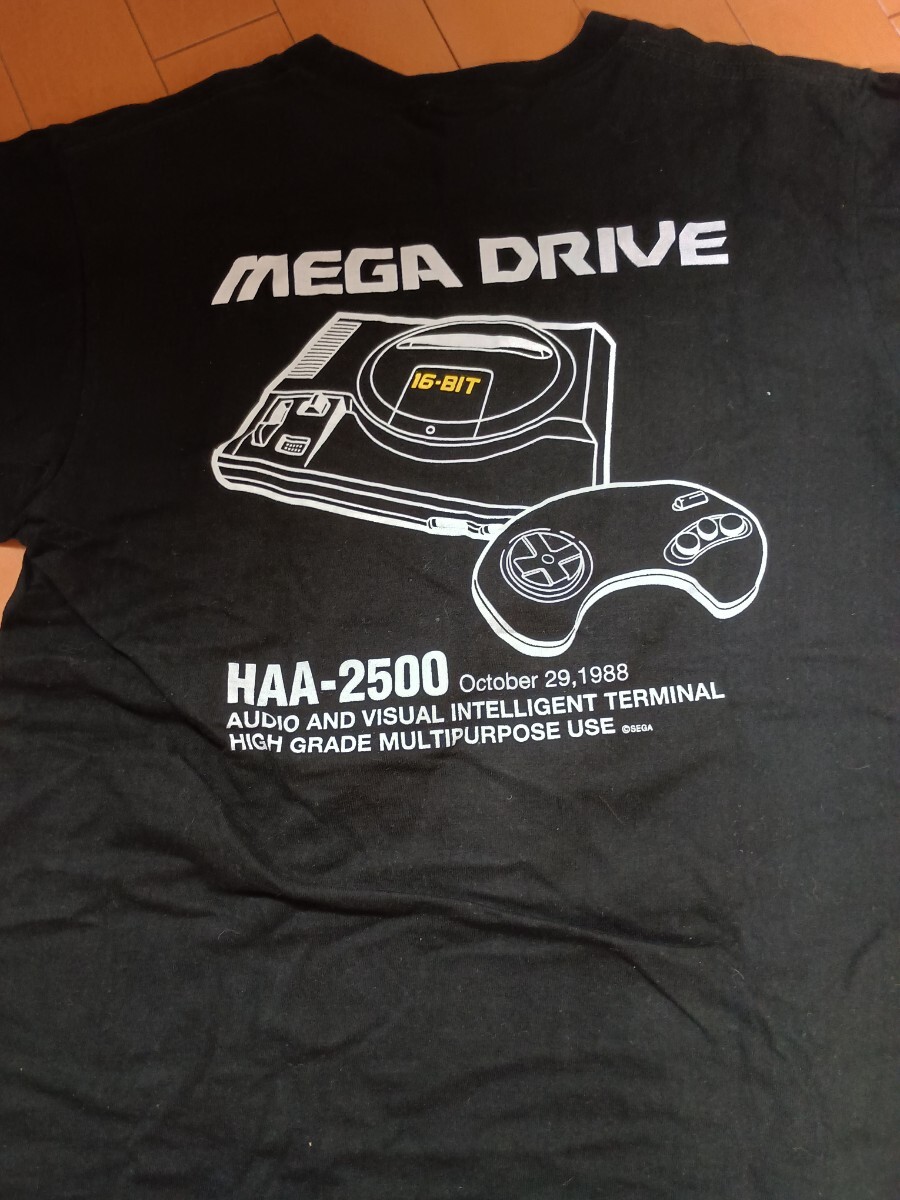 MEGA DRIVE
16-BIT
HAA-2500 October 29,1988
AUDIO AND VISUAL INTELLIGENT TERMINAL
HIGH GRADE MULTIPURPOSE USE ©SEGA